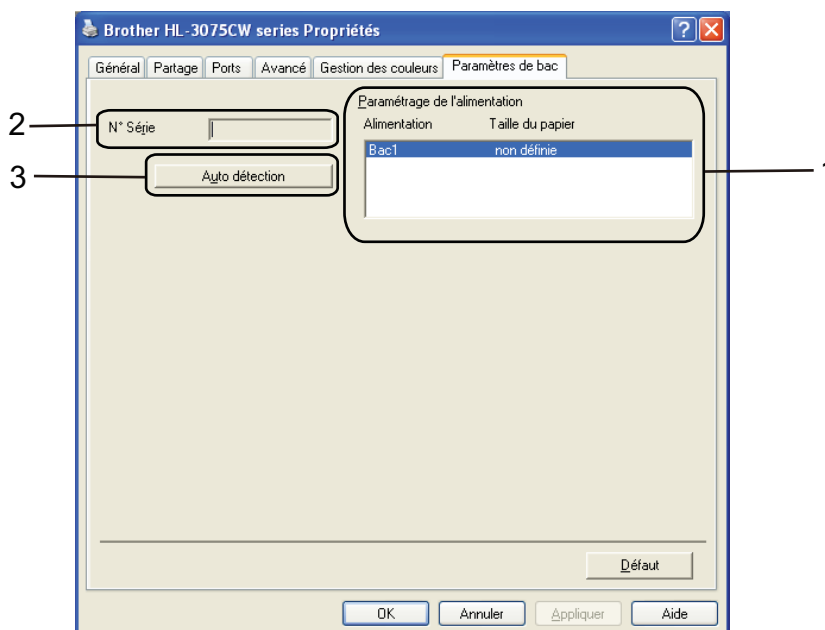 Brother HL-3075CW series Propriétés
Général Partage Ports Avancé Gestion des couleurs Paramètres de bac
Paramétrage de l'alimentation
2
N° Série
Alimentation Taille du papier
Bac1 non définie
3
Auto détection
1
Défaut
OK Annuler Appliquer Aide